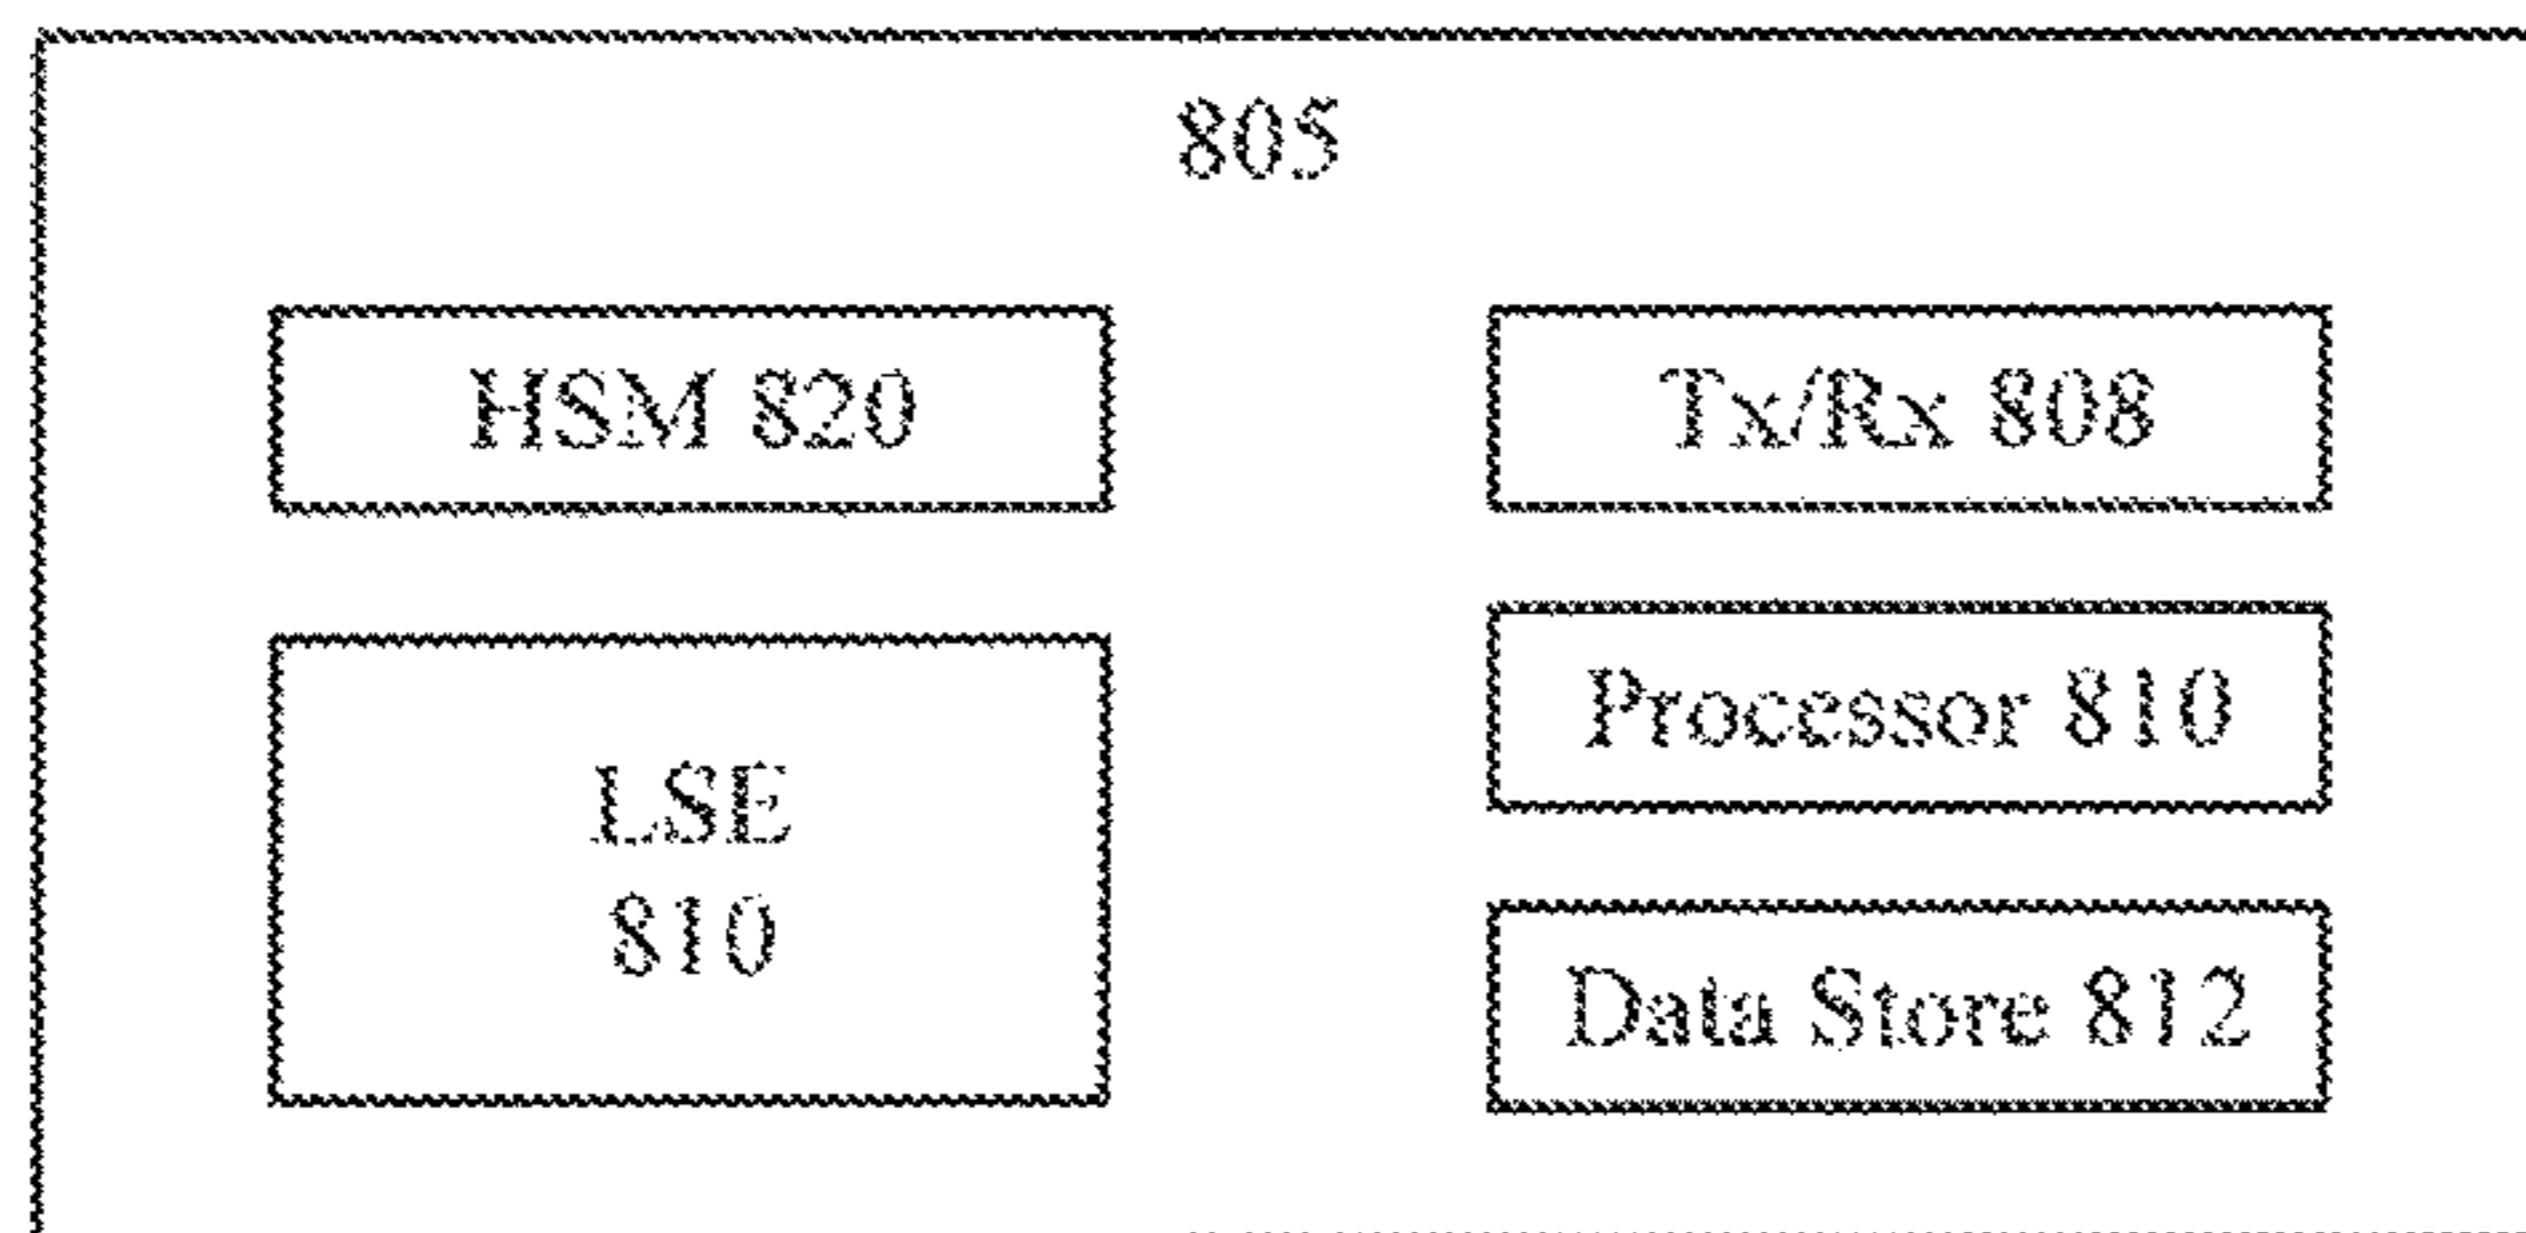 805
HSM 820
Tx/Rx 808
LSE
810
Processor 810
Data Store 812